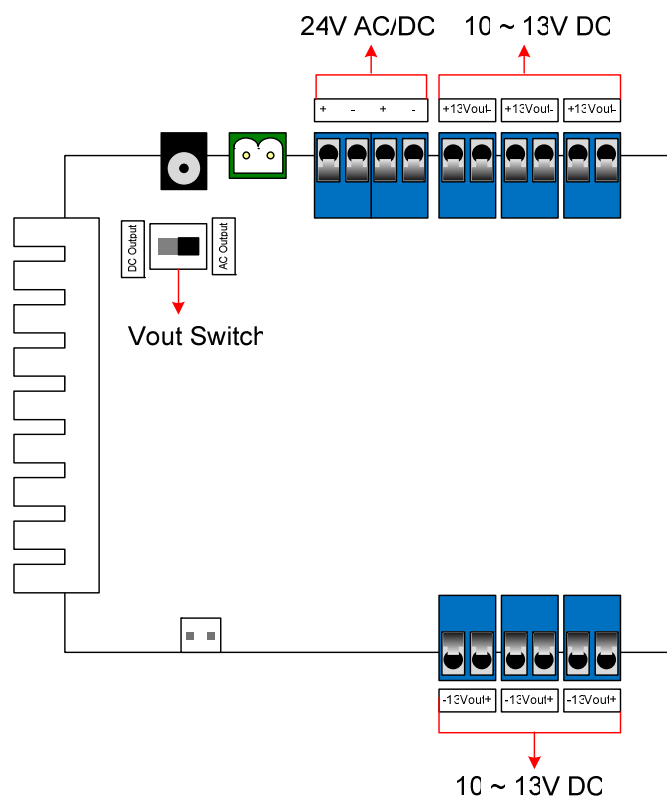 24V AC/DC
10 ~ 13V DC
+ - + -
+13Vout-
+13Vout-
+13Vout-
DC Output
AC Output
Vout Switch
-13Vout+
-13Vout+
-13Vout+
10 ~ 13V DC